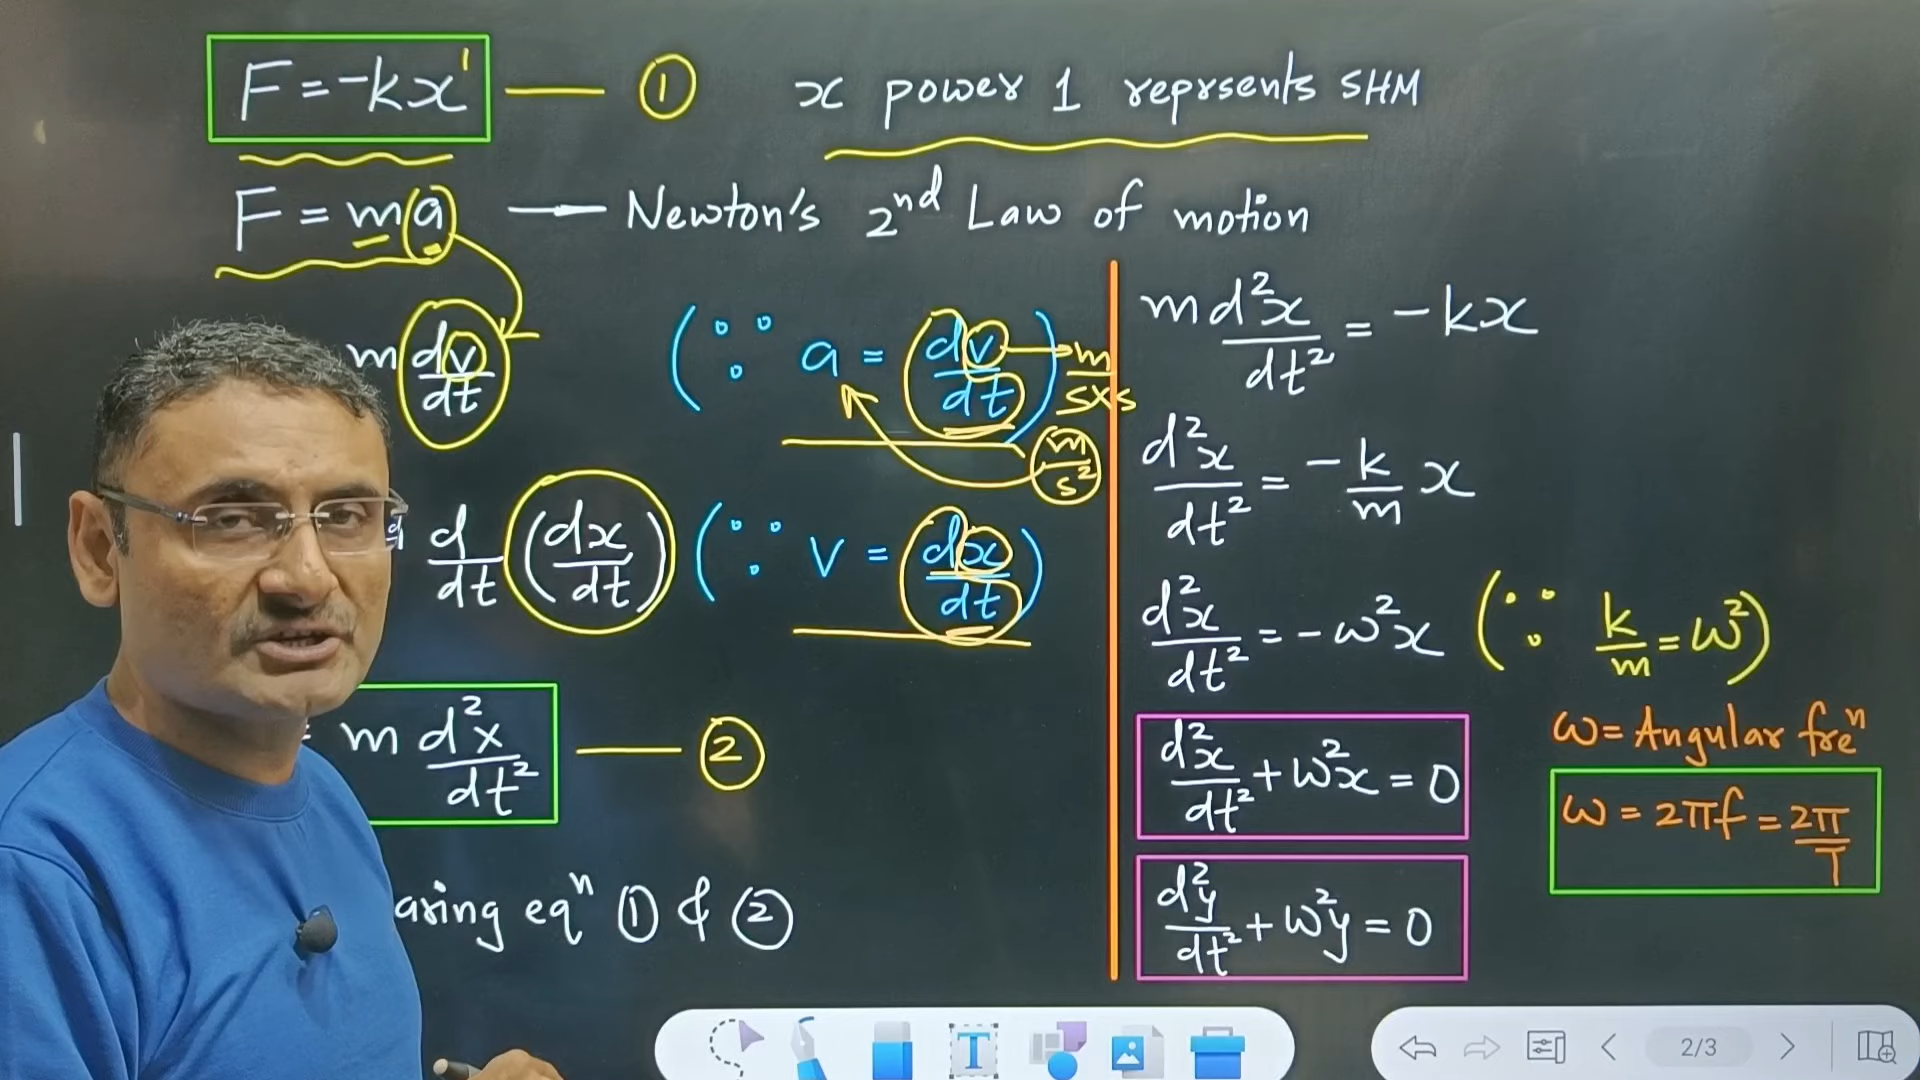 F = -kx¹ — ① x power 1 reprsents SHM
F = ma — Newton's 2nd Law of motion
m dv/dt (∵ a = dv/dt) m/s×s
m/s²
d/dt (dx/dt) (∵ v = dx/dt)
= m d²x/dt² — ②
aring eqⁿ ① & ②
m d²x/dt² = -kx
d²x/dt² = -k/m x
d²x/dt² = -ω²x (∵ k/m = ω²)
d²x/dt² + ω²x = 0
d²y/dt² + ω²y = 0
ω = Angular freⁿ
ω = 2πf = 2π/T
T
2/3